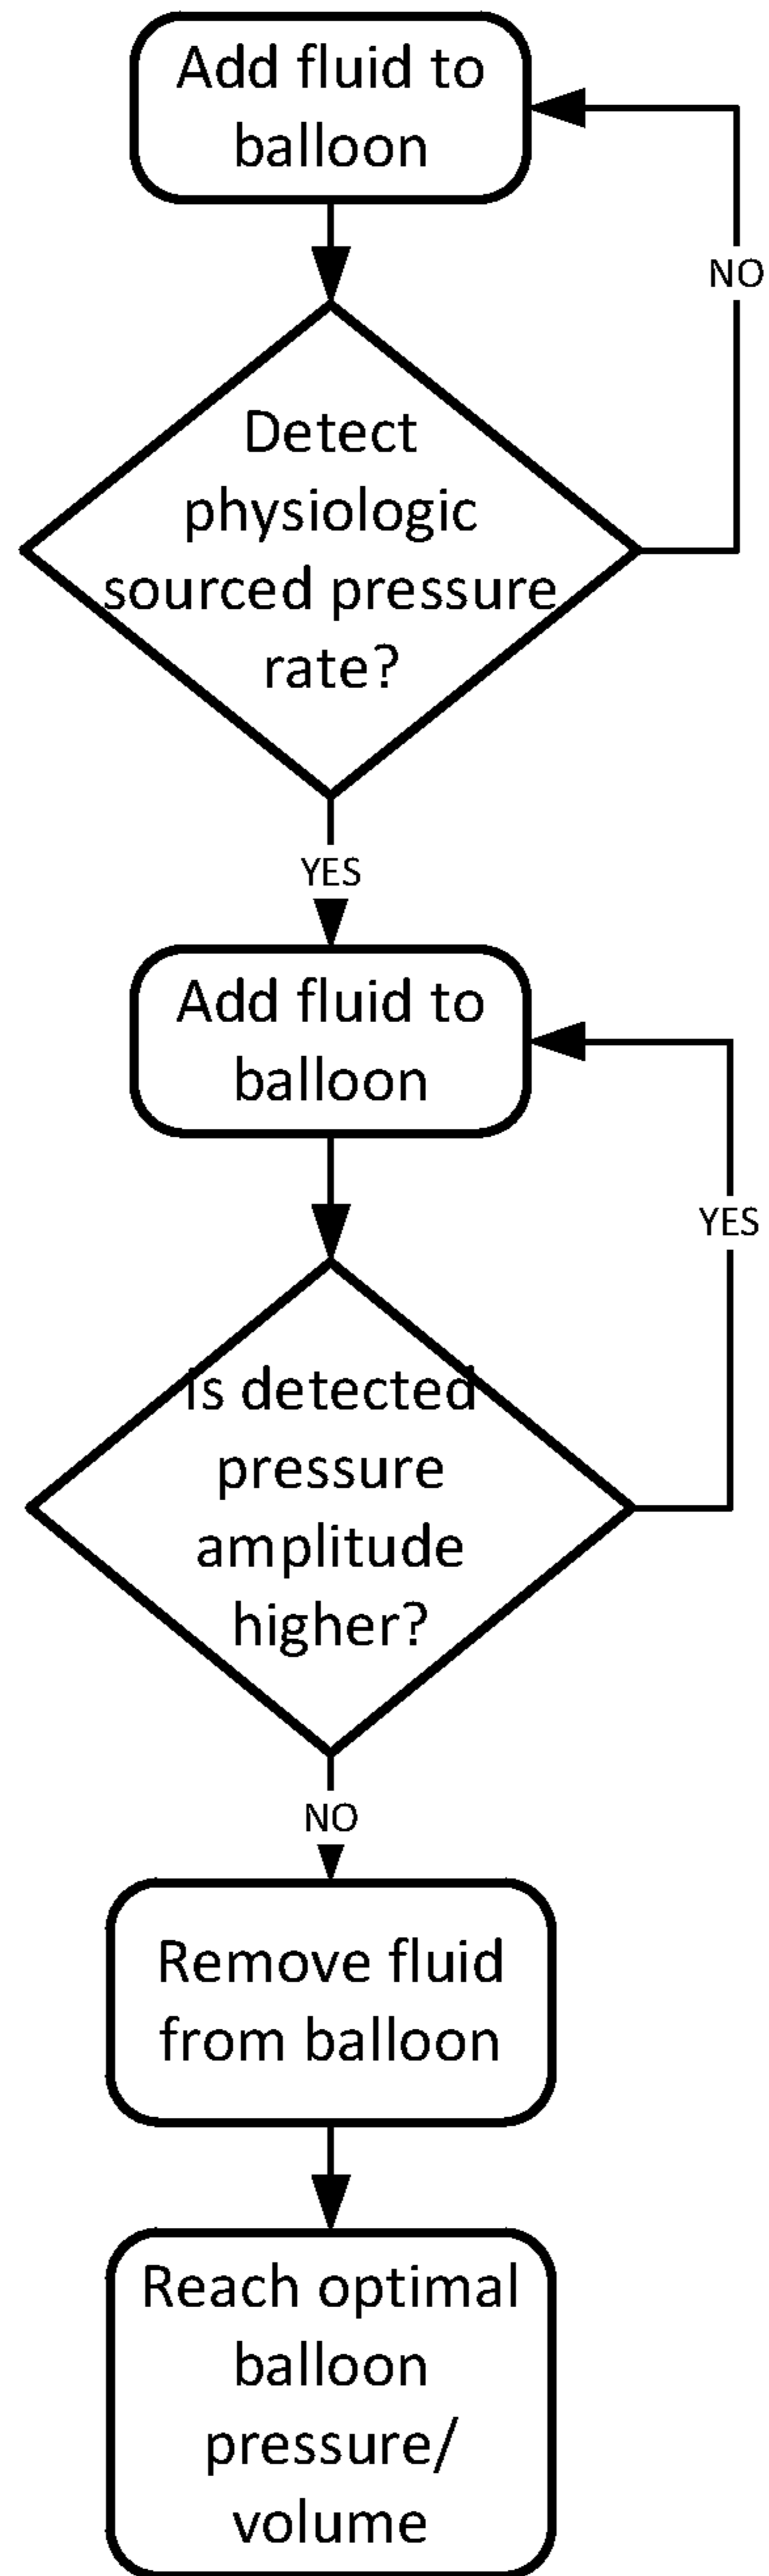 Add fluid to
balloon
NO
Detect
physiologic
sourced pressure
rate?
YES
Add fluid to
balloon
YES
Is detected
pressure
amplitude
higher?
NO
Remove fluid
from balloon
Reach optimal
balloon
pressure/
volume